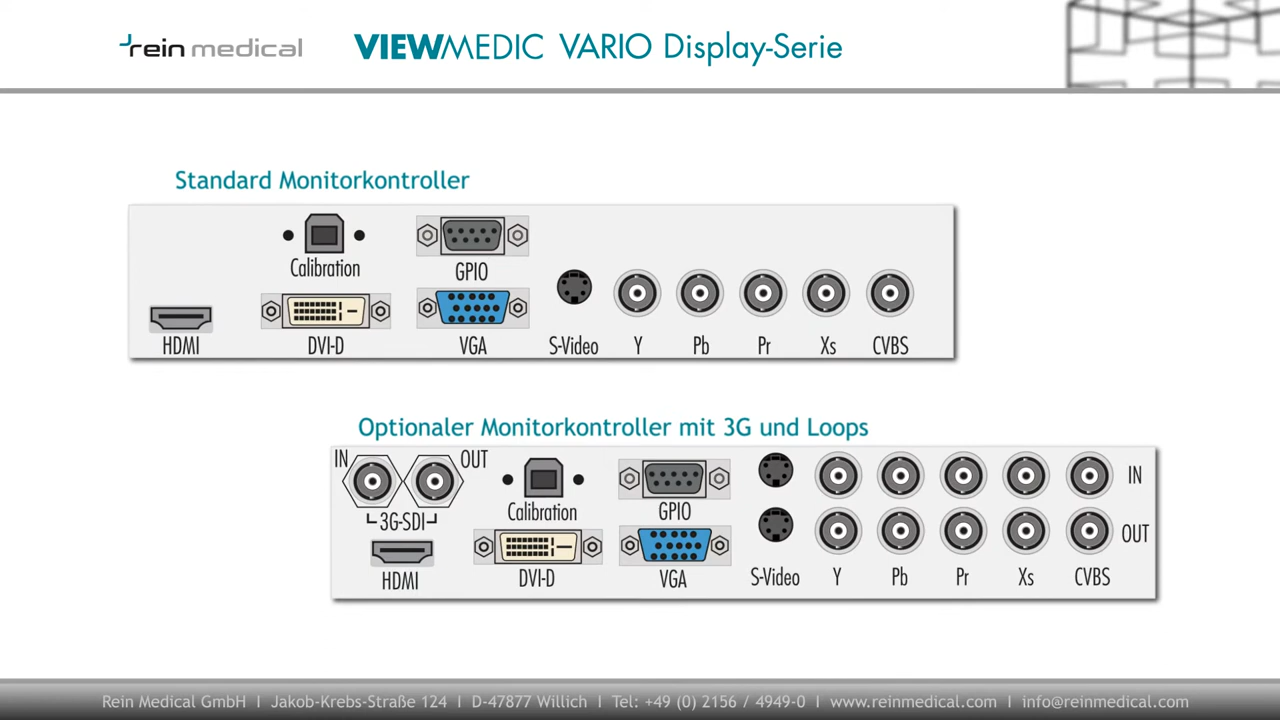 rein medical
VIEWMEDIC VARIO Display-Serie
Standard Monitorkontroller
Calibration
GPIO
HDMI
DVI-D
VGA
S-Video
Y
Pb
Pr
Xs
CVBS
Optionaler Monitorkontroller mit 3G und Loops
IN
OUT
3G-SDI
Calibration
GPIO
IN
OUT
HDMI
DVI-D
VGA
S-Video
Y
Pb
Pr
Xs
CVBS
Rein Medical GmbH | Jakob-Krebs-Straße 124 | D-47877 Willich | Tel: +49 (0) 2156 / 4949-0 | www.reinmedical.com | info@reinmedical.com